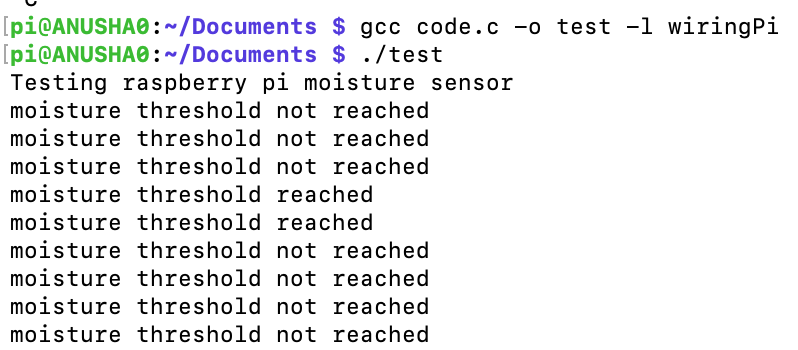 [pi@ANUSHA0:~/Documents $ gcc code.c -o test -l wiringPi
[pi@ANUSHA0:~/Documents $ ./test
Testing raspberry pi moisture sensor
moisture threshold not reached
moisture threshold not reached
moisture threshold not reached
moisture threshold reached
moisture threshold reached
moisture threshold not reached
moisture threshold not reached
moisture threshold not reached
moisture threshold not reached